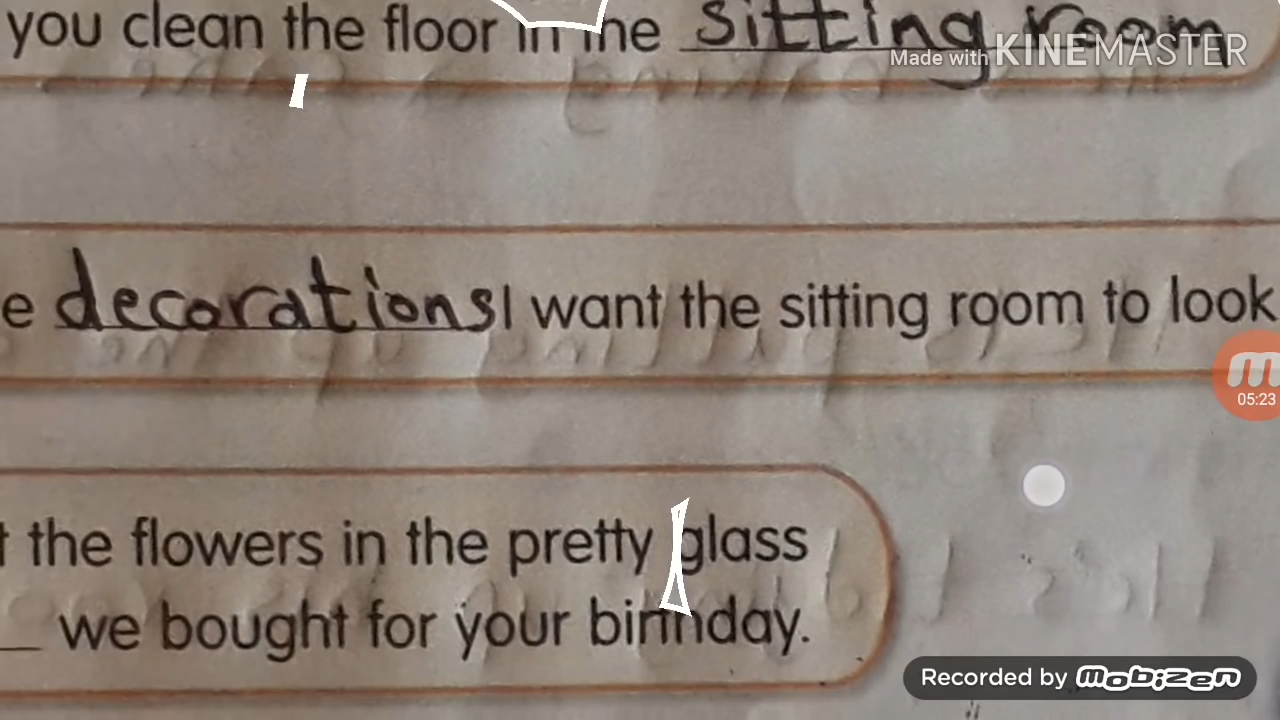 you clean the floor in the sitting room
Made with KINEMASTER
e decorations I want the sitting room to look
05:23
t the flowers in the pretty glass
we bought for your birthday.
Recorded by mobizen